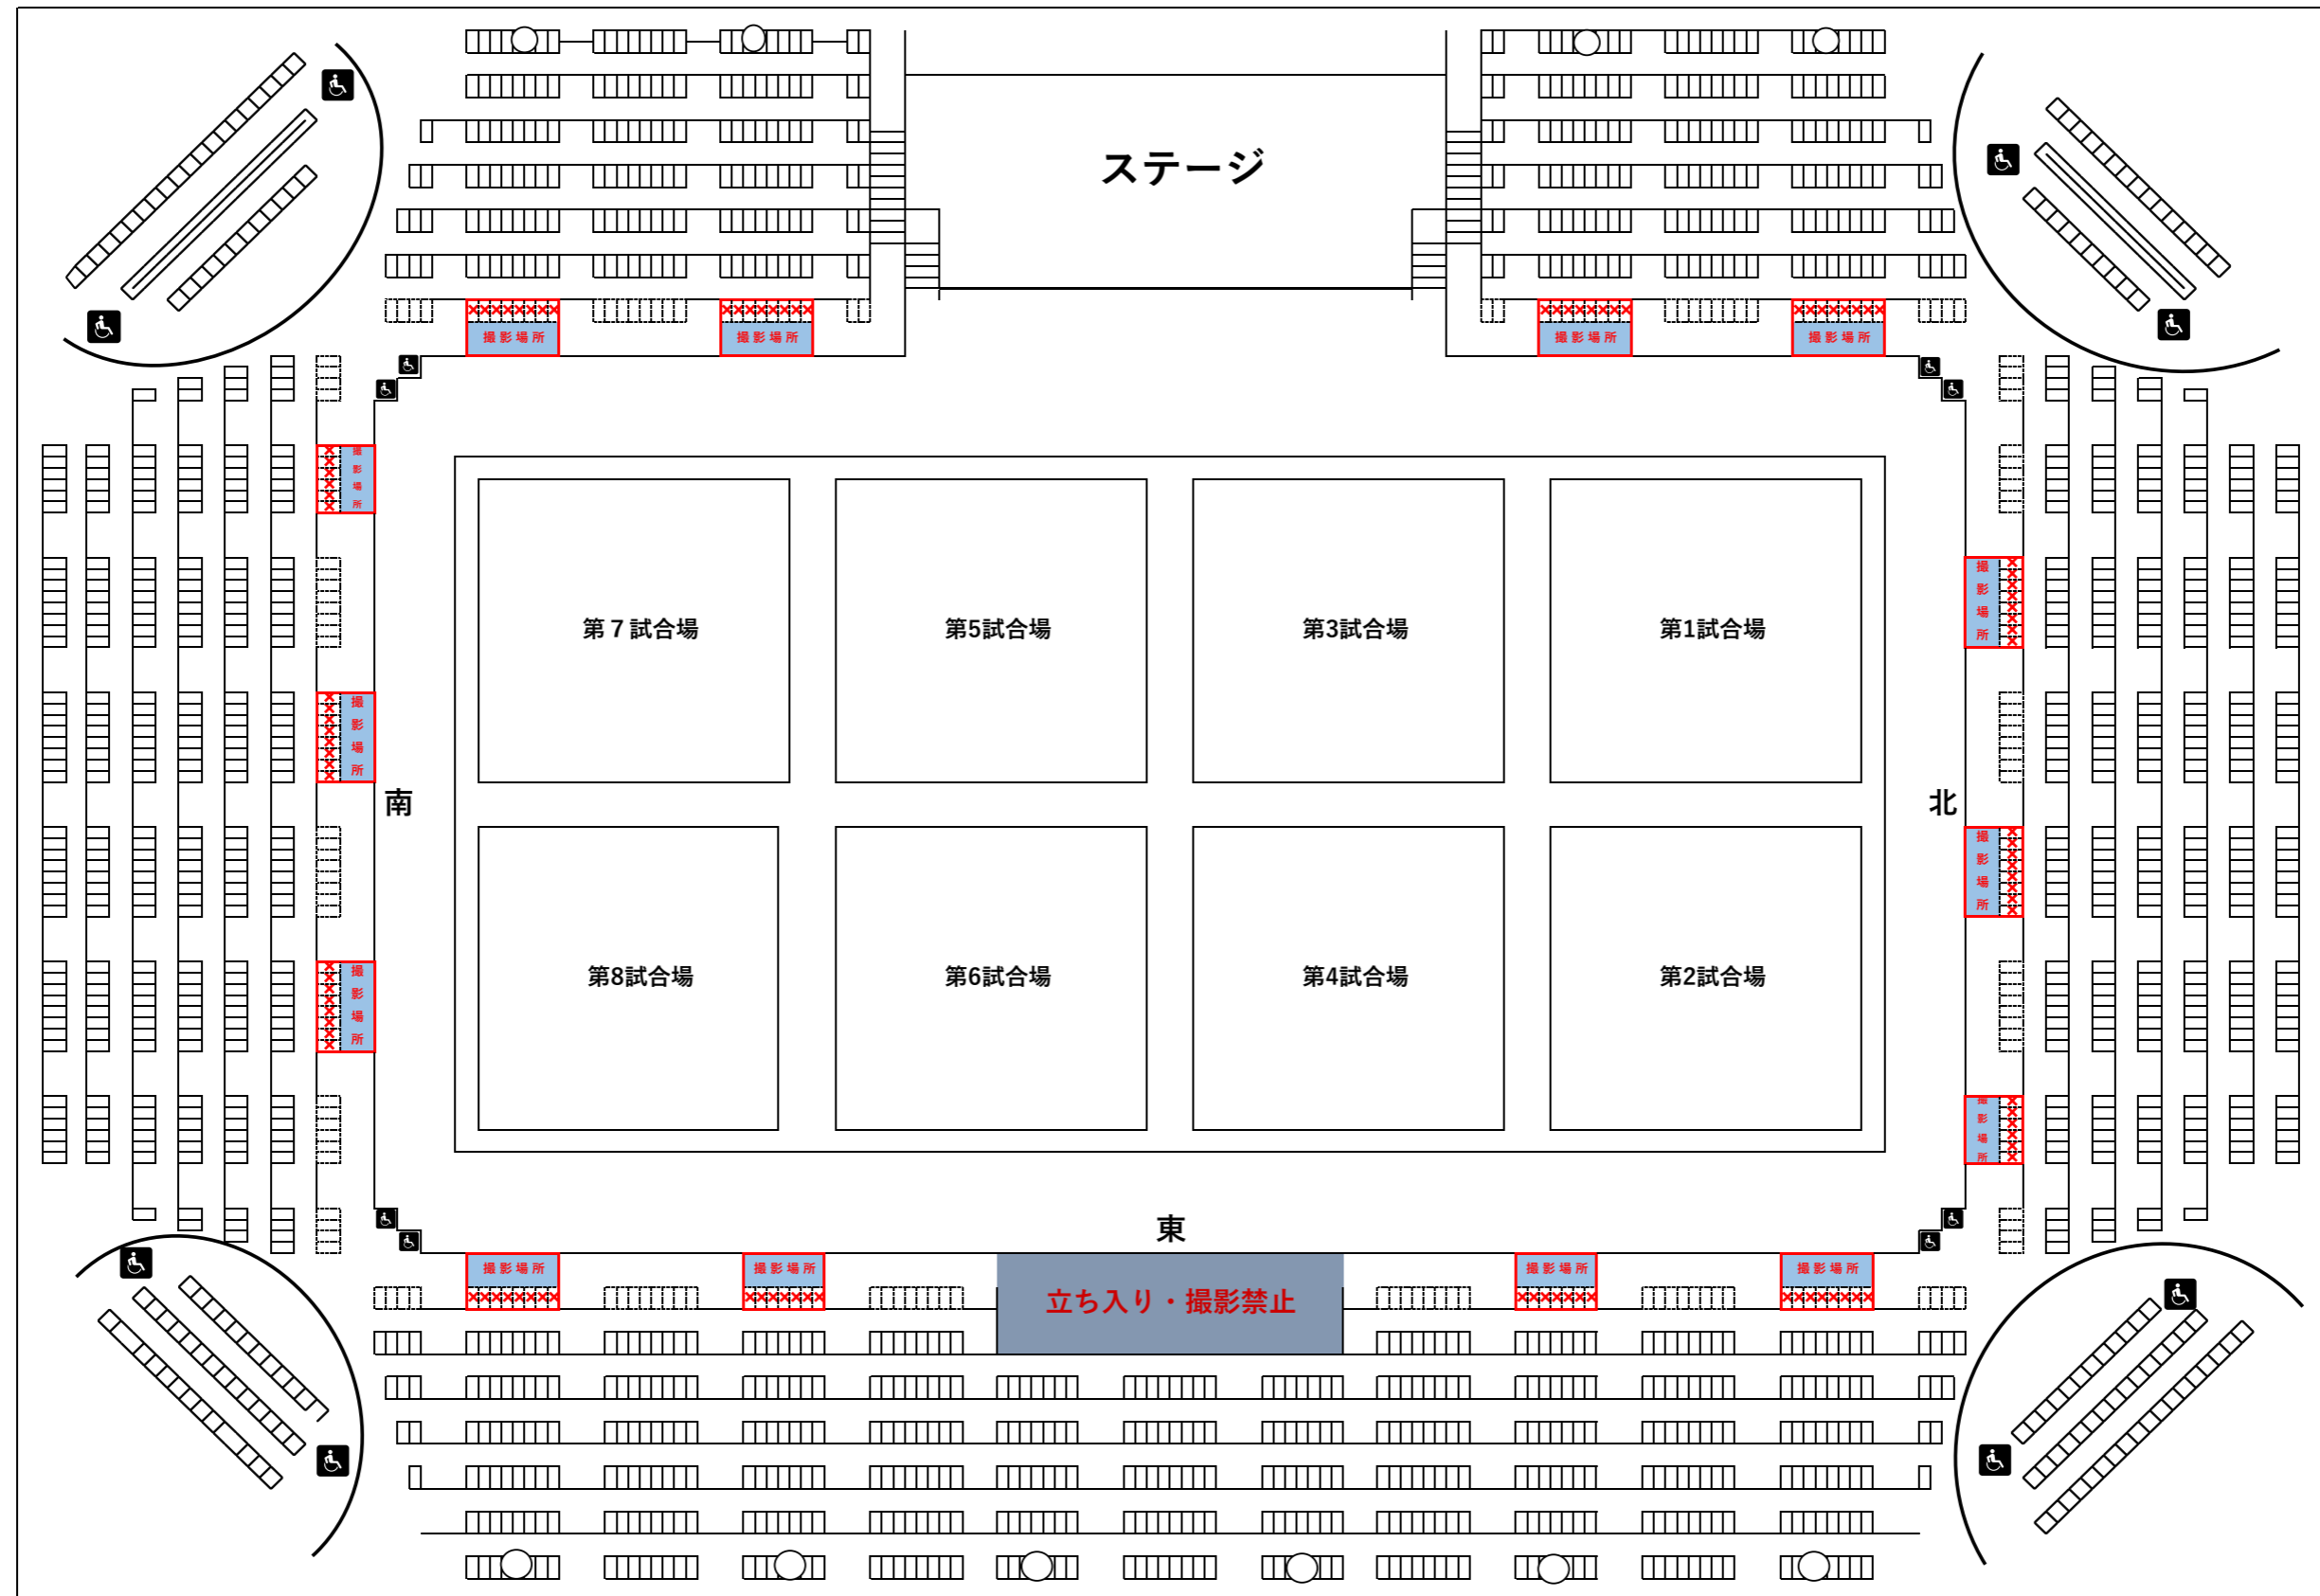 ステージ
撮影場所
撮影場所
撮影場所
撮影場所
撮影場所
撮影場所
第７試合場
第5試合場
第3試合場
第1試合場
撮影場所
南
北
撮影場所
第8試合場
第6試合場
第4試合場
第2試合場
撮影場所
撮影場所
東
撮影場所
撮影場所
撮影場所
撮影場所
立ち入り・撮影禁止